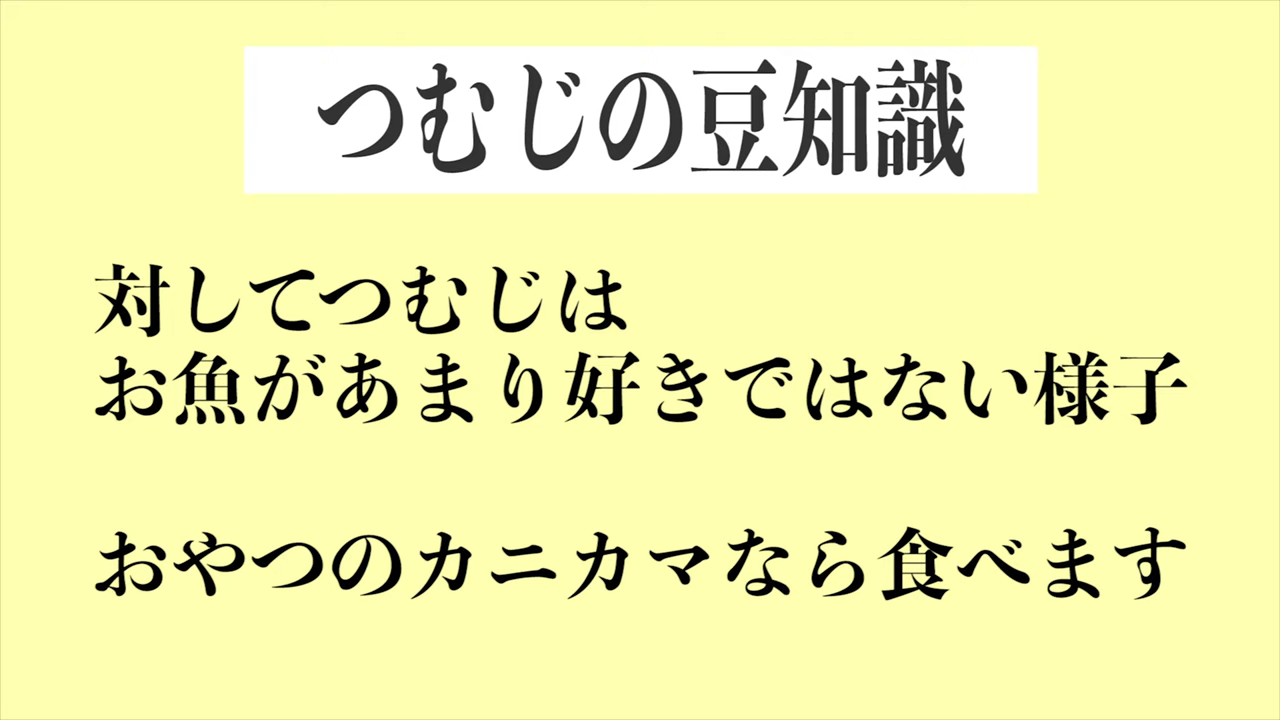 つむじの豆知識
対してつむじは
お魚があまり好きではない様子
おやつのカニカマなら食べます